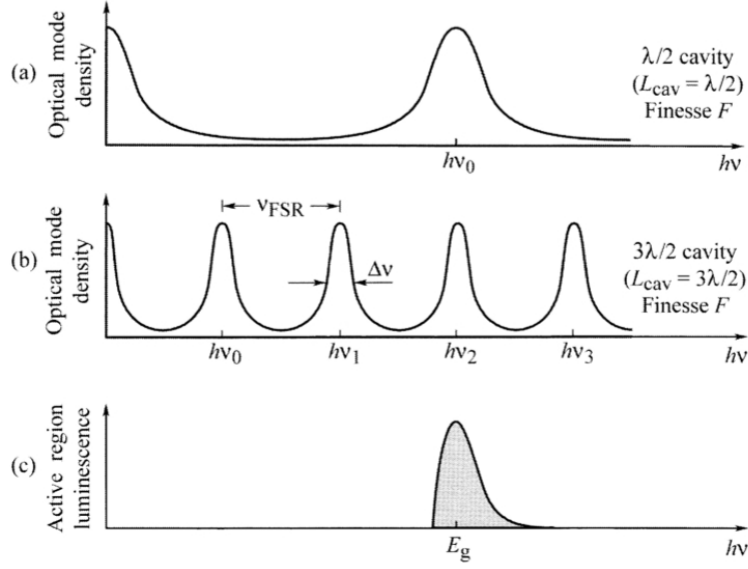 (a)
Optical mode
density
λ/2 cavity
(Lcav = λ/2)
Finesse F
hν0
hν
(b)
Optical mode
density
νFSR
Δν
3λ/2 cavity
(Lcav = 3λ/2)
Finesse F
hν0
hν1
hν2
hν3
hν
(c)
Active region
luminescence
Eg
hν